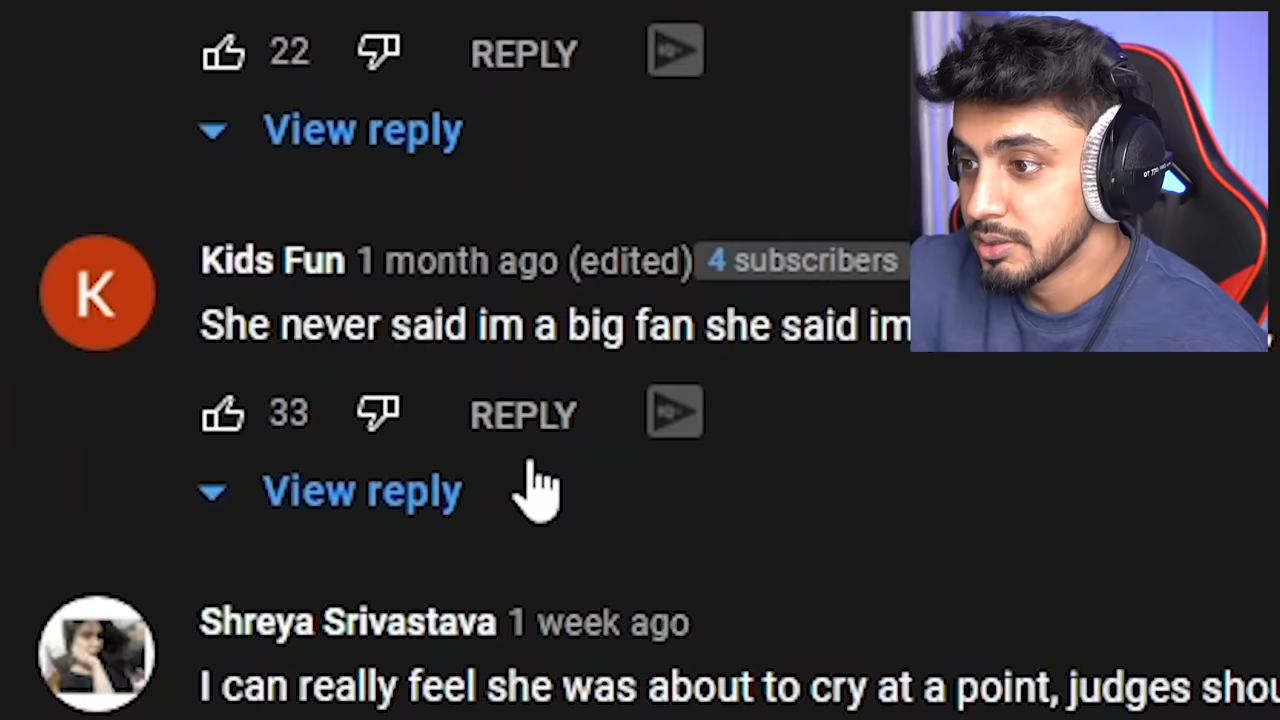 22 REPLY
View reply
K
Kids Fun 1 month ago (edited) 4 subscribers
She never said im a big fan she said im
33 REPLY
View reply
Shreya Srivastava 1 week ago
I can really feel she was about to cry at a point, judges shou